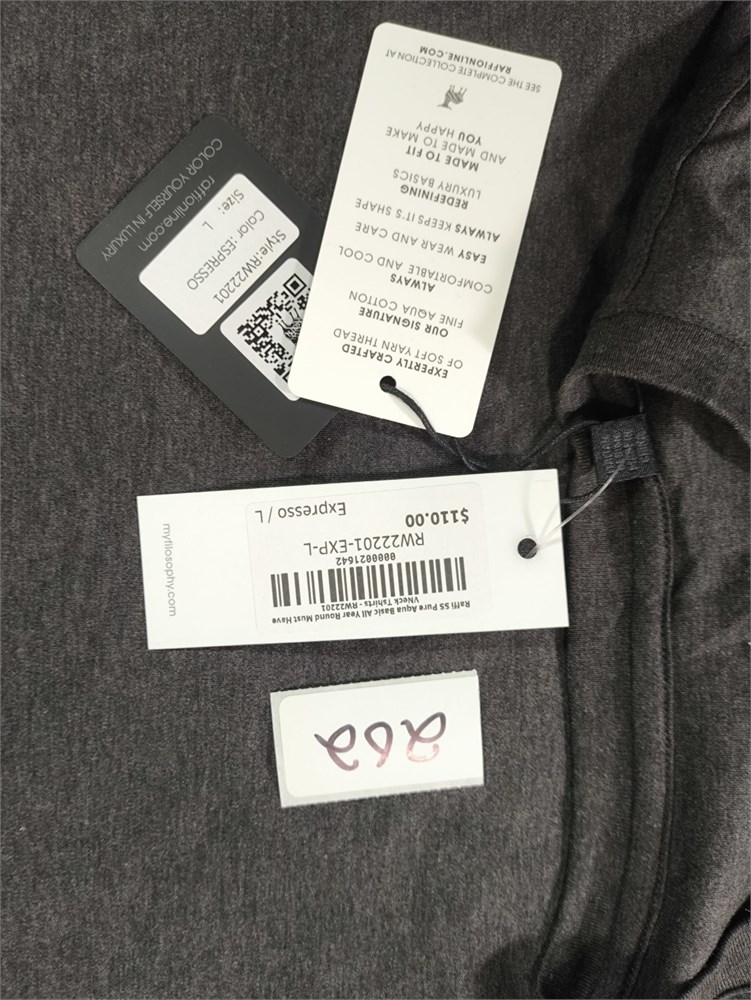 EXPERTLY CRAFTED
OF SOFT YARN THREAD
OUR SIGNATURE
FINE AQUA COTTON
ALWAYS
COMFORTABLE AND COOL
EASY WEAR AND CARE
ALWAYS KEEPS IT'S SHAPE
REDEFINING
LUXURY BASICS
MADE TO FIT
AND MADE TO MAKE
YOU HAPPY
SEE THE COMPLETE COLLECTION AT
RAFFIONLINE.COM
Style:RW22201
Color :ESPRESSO
Size: L
raffionline.com
COLOR YOURSELF IN LUXURY
Raffi SS Pure Aqua Basic All Year Round Must Have
VNeck Tshirts - RW22201
0000021642
RW22201-EXP-L
$110.00
Expresso / L
myfilosophy.com
262